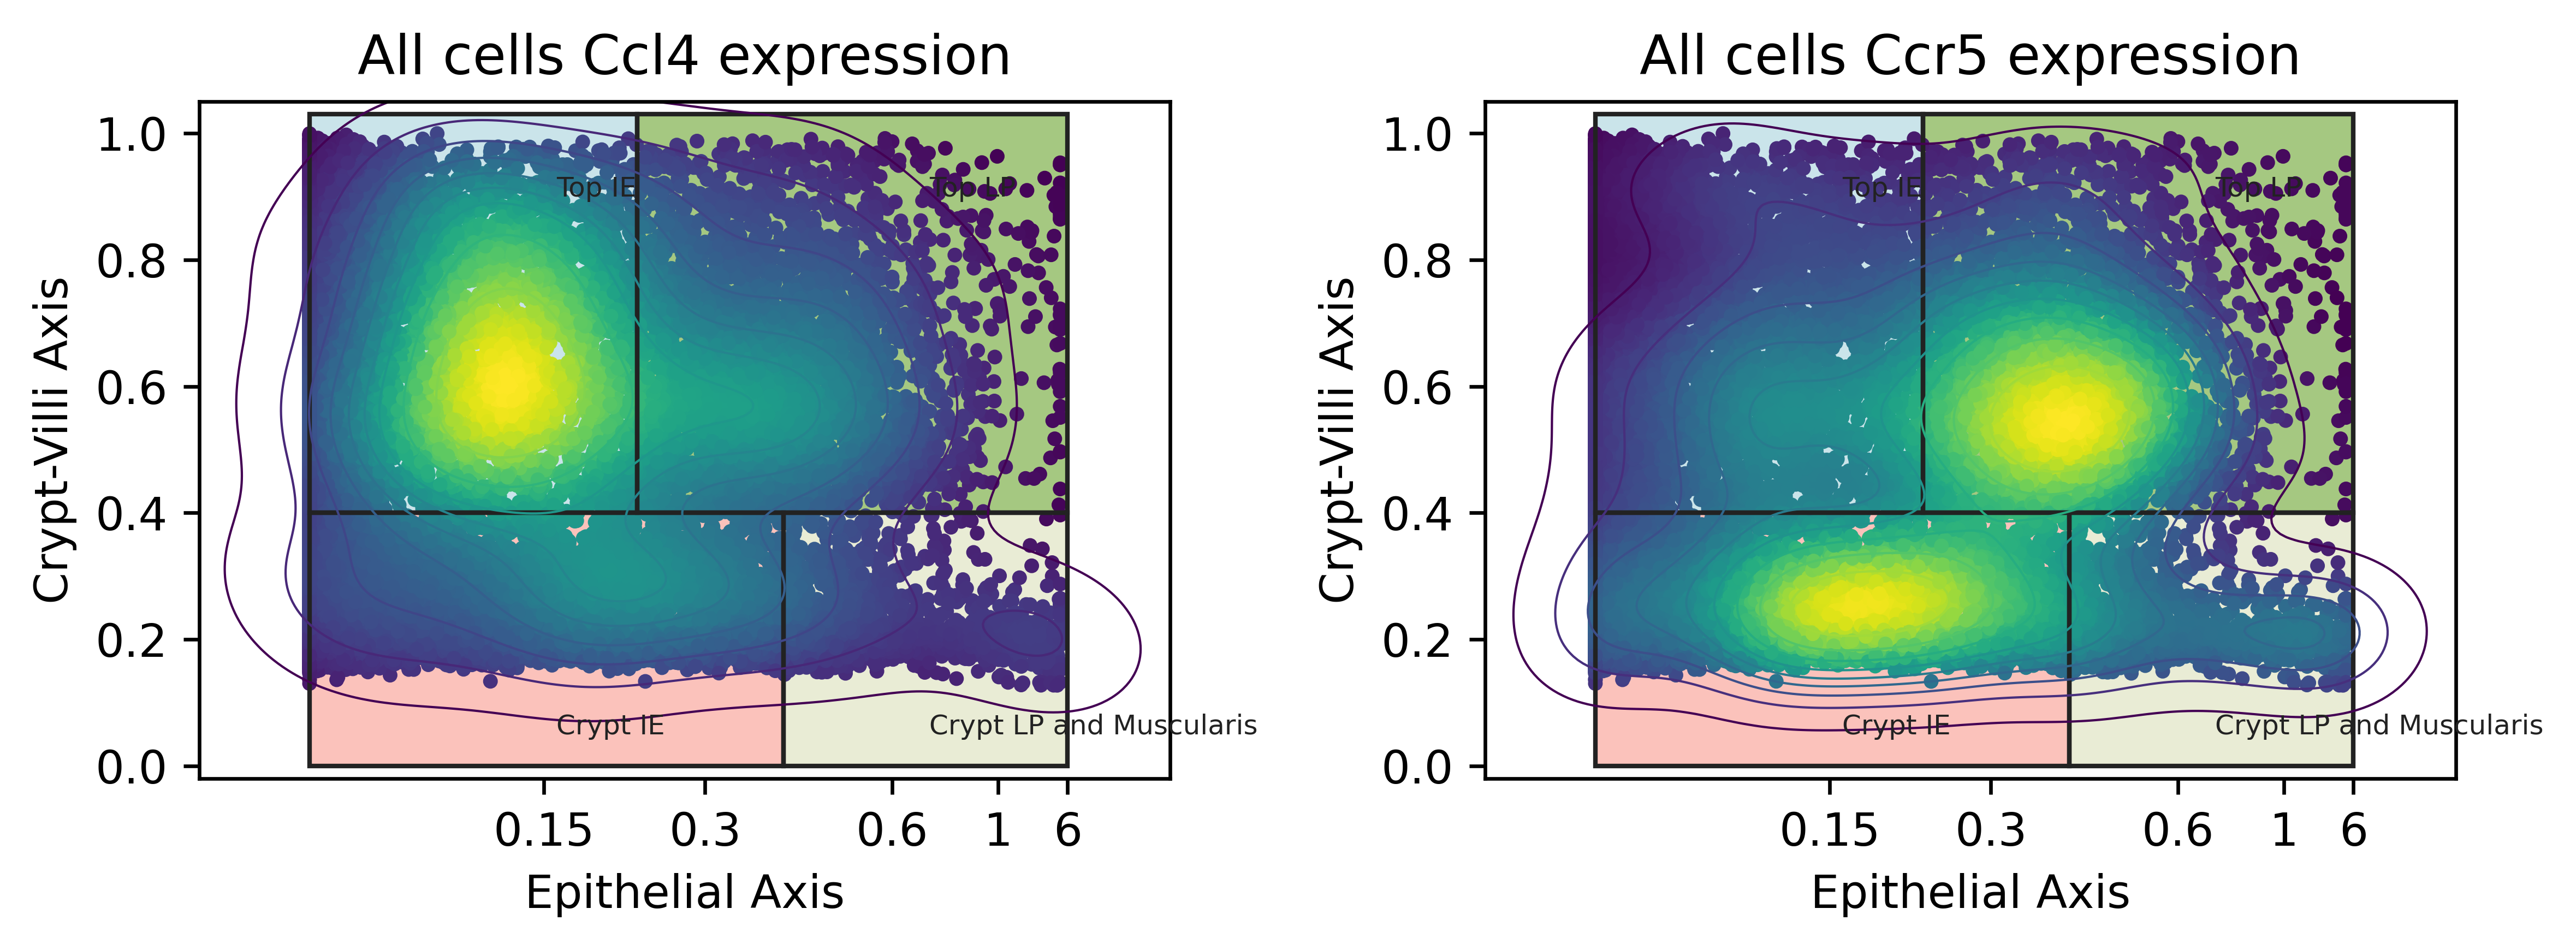 All cells Ccl4 expression
Crypt-Villi Axis
1.0
0.8
0.6
0.4
0.2
0.0
Top IE
Top LP
Crypt IE
Crypt LP and Muscularis
0.15 0.3 0.6 1 6
Epithelial Axis
All cells Ccr5 expression
Crypt-Villi Axis
1.0
0.8
0.6
0.4
0.2
0.0
Top IE
Top LP
Crypt IE
Crypt LP and Muscularis
0.15 0.3 0.6 1 6
Epithelial Axis